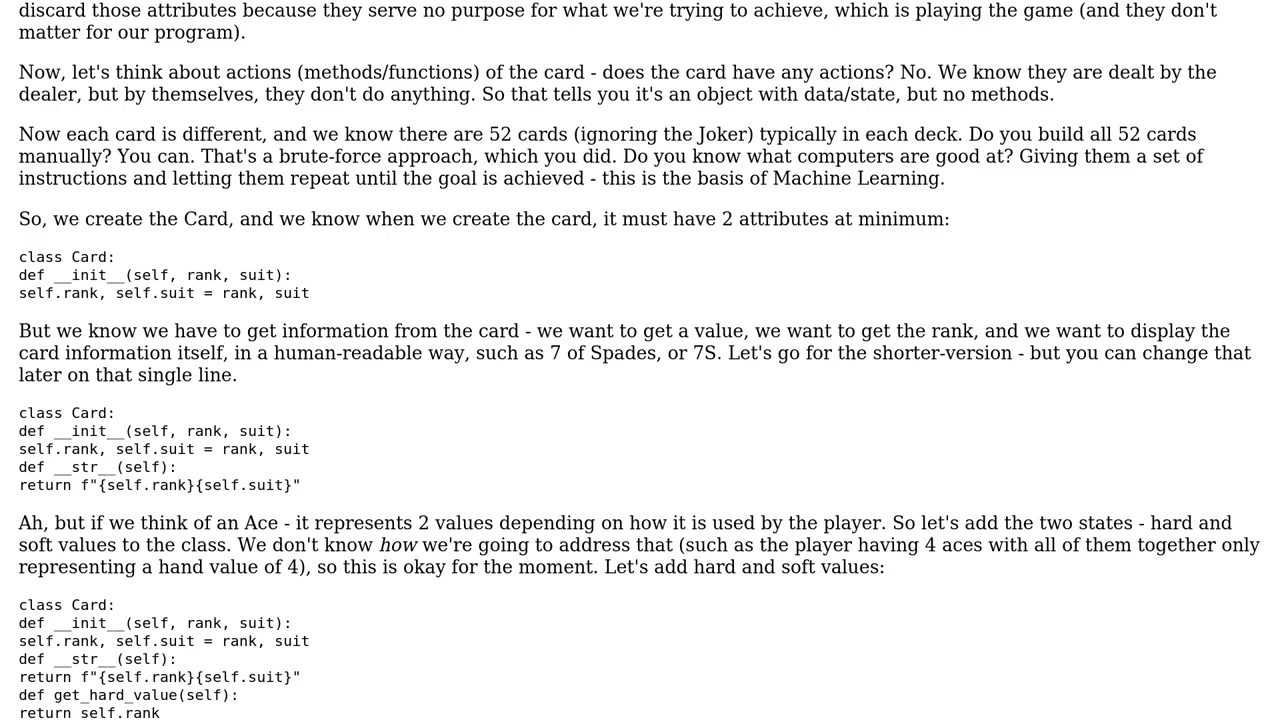 discard those attributes because they serve no purpose for what we're trying to achieve, which is playing the game (and they don't
matter for our program).
Now, let's think about actions (methods/functions) of the card - does the card have any actions? No. We know they are dealt by the
dealer, but by themselves, they don't do anything. So that tells you it's an object with data/state, but no methods.
Now each card is different, and we know there are 52 cards (ignoring the Joker) typically in each deck. Do you build all 52 cards
manually? You can. That's a brute-force approach, which you did. Do you know what computers are good at? Giving them a set of
instructions and letting them repeat until the goal is achieved - this is the basis of Machine Learning.
So, we create the Card, and we know when we create the card, it must have 2 attributes at minimum:
class Card:
def __init__(self, rank, suit):
self.rank, self.suit = rank, suit
But we know we have to get information from the card - we want to get a value, we want to get the rank, and we want to display the
card information itself, in a human-readable way, such as 7 of Spades, or 7S. Let's go for the shorter-version - but you can change that
later on that single line.
class Card:
def __init__(self, rank, suit):
self.rank, self.suit = rank, suit
def __str__(self):
return f"{self.rank}{self.suit}"
Ah, but if we think of an Ace - it represents 2 values depending on how it is used by the player. So let's add the two states - hard and
soft values to the class. We don't know how we're going to address that (such as the player having 4 aces with all of them together only
representing a hand value of 4), so this is okay for the moment. Let's add hard and soft values:
class Card:
def __init__(self, rank, suit):
self.rank, self.suit = rank, suit
def __str__(self):
return f"{self.rank}{self.suit}"
def get_hard_value(self):
return self.rank